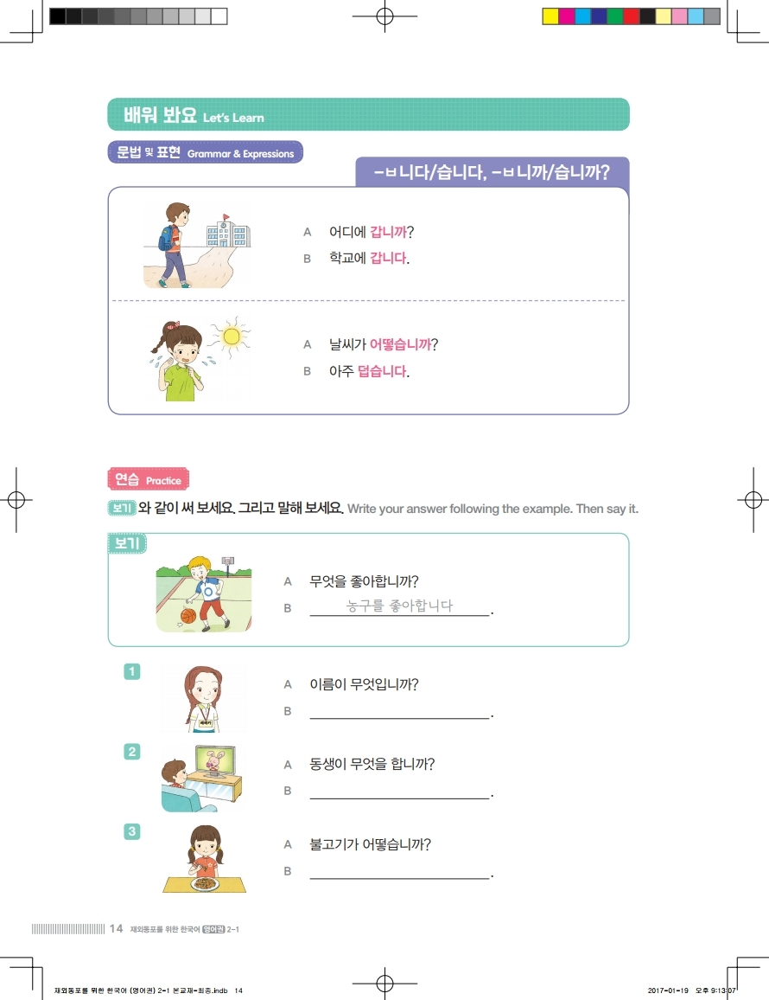 배워 봐요 Let's Learn
문법 및 표현 Grammar & Expressions
-ㅂ니다/습니다, -ㅂ니까/습니까?
A 어디에 갑니까?
B 학교에 갑니다.
A 날씨가 어떻습니까?
B 아주 덥습니다.
연습 Practice
보기 와 같이 써 보세요. 그리고 말해 보세요. Write your answer following the example. Then say it.
보기
A 무엇을 좋아합니까?
B 농구를 좋아합니다.
1
A 이름이 무엇입니까?
B .
2
A 동생이 무엇을 합니까?
B .
3
A 불고기가 어떻습니까?
B .
14 재외동포를 위한 한국어 영어권 2-1
재외동포를 위한 한국어 (영어권) 2-1 본교재-최종.indb 14
2017-01-19 오후 9:13:07